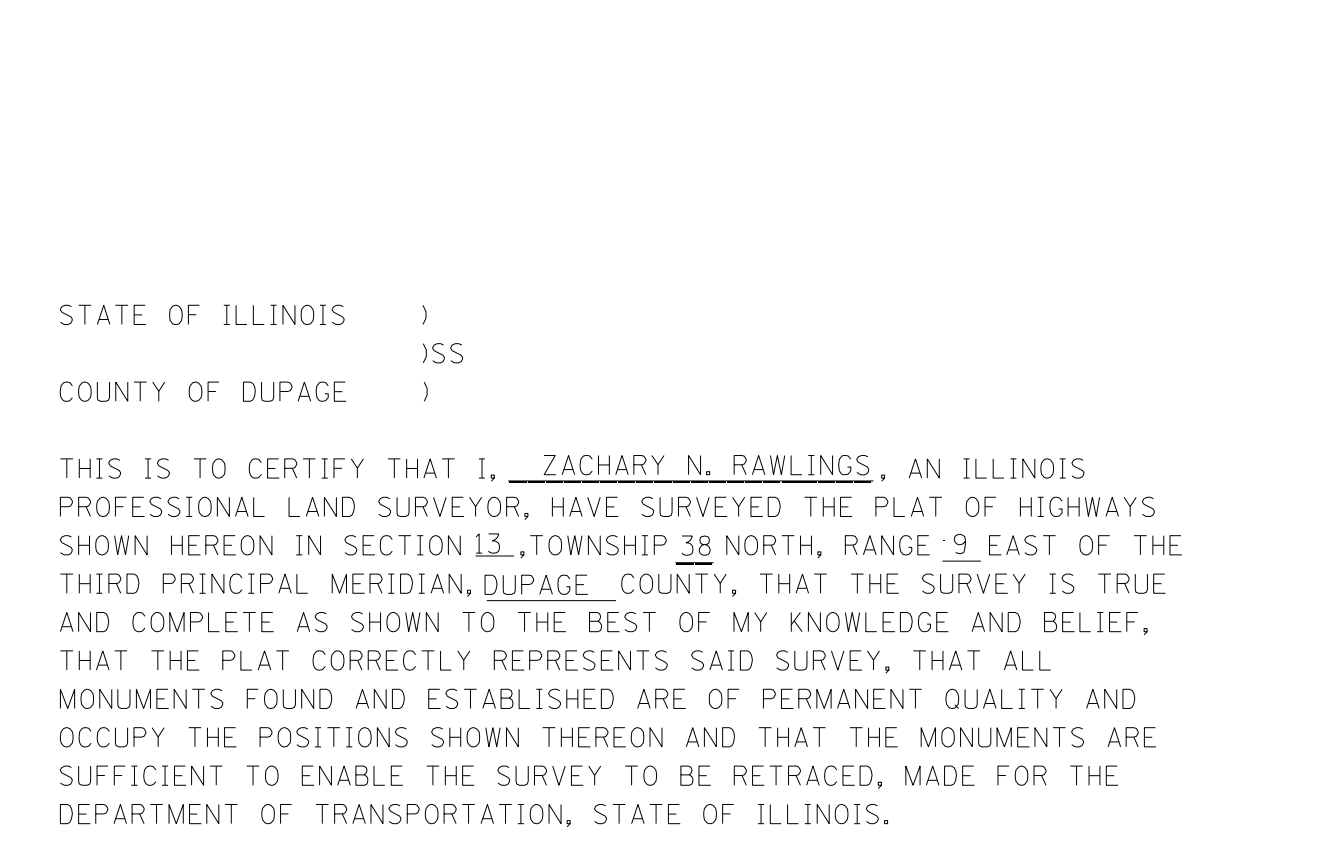 STATE OF ILLINOIS )
)SS
COUNTY OF DUPAGE )
THIS IS TO CERTIFY THAT I, ZACHARY N. RAWLINGS, AN ILLINOIS
PROFESSIONAL LAND SURVEYOR, HAVE SURVEYED THE PLAT OF HIGHWAYS
SHOWN HEREON IN SECTION 13 ,TOWNSHIP 38 NORTH, RANGE 9 EAST OF THE
THIRD PRINCIPAL MERIDIAN, DUPAGE COUNTY, THAT THE SURVEY IS TRUE
AND COMPLETE AS SHOWN TO THE BEST OF MY KNOWLEDGE AND BELIEF,
THAT THE PLAT CORRECTLY REPRESENTS SAID SURVEY, THAT ALL
MONUMENTS FOUND AND ESTABLISHED ARE OF PERMANENT QUALITY AND
OCCUPY THE POSITIONS SHOWN THEREON AND THAT THE MONUMENTS ARE
SUFFICIENT TO ENABLE THE SURVEY TO BE RETRACED, MADE FOR THE
DEPARTMENT OF TRANSPORTATION, STATE OF ILLINOIS.